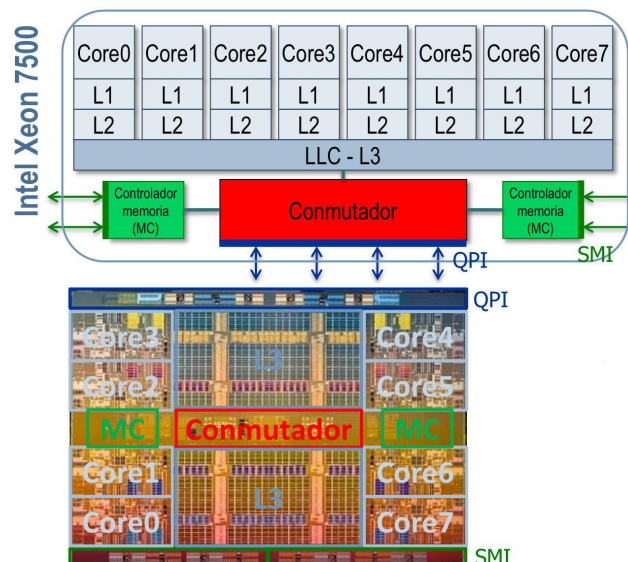 Intel Xeon 7500
Core0 Core1 Core2 Core3 Core4 Core5 Core6 Core7
L1 L1 L1 L1 L1 L1 L1 L1
L2 L2 L2 L2 L2 L2 L2 L2
LLC - L3
Controlador
memoria
(MC)
Conmutador
Controlador
memoria
(MC)
QPI
SMI
QPI
Core3 L3 Core4
Core2 Core5
MC Conmutador MC
Core1 L3 Core6
Core0 Core7
SMI